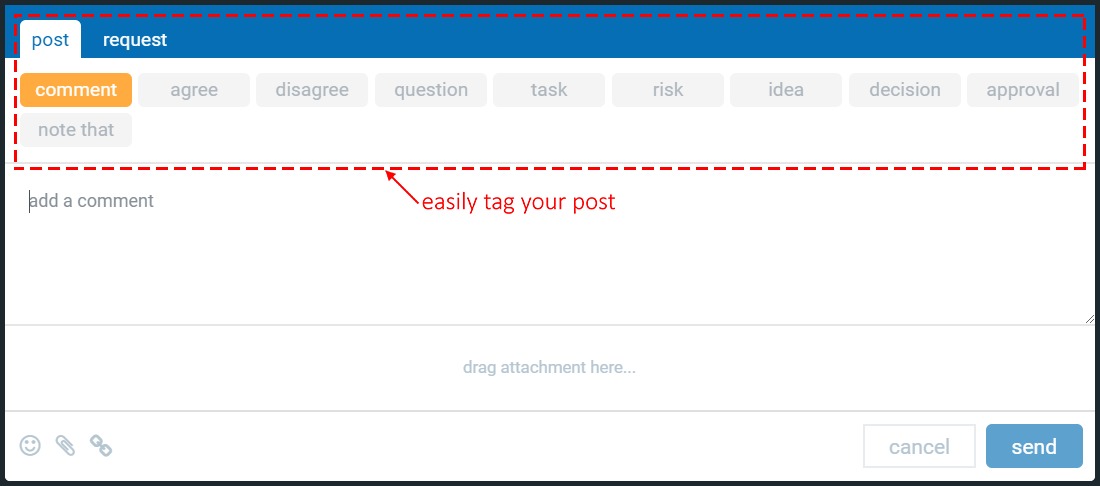 post request
comment agree disagree question task risk idea decision approval
note that
add a comment
easily tag your post
drag attachment here...
cancel send